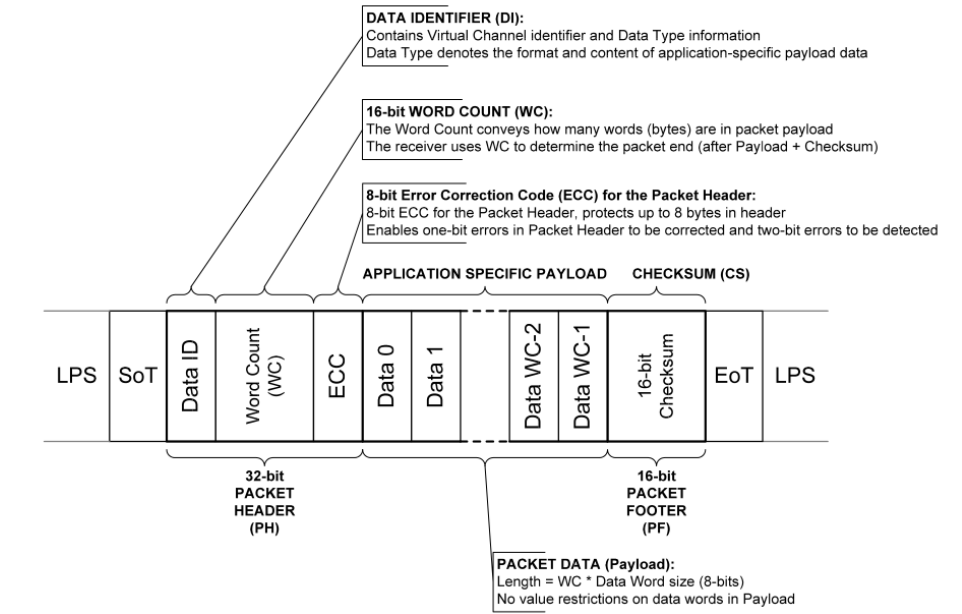 DATA IDENTIFIER (DI):
Contains Virtual Channel identifier and Data Type information
Data Type denotes the format and content of application-specific payload data
16-bit WORD COUNT (WC):
The Word Count conveys how many words (bytes) are in packet payload
The receiver uses WC to determine the packet end (after Payload + Checksum)
8-bit Error Correction Code (ECC) for the Packet Header:
8-bit ECC for the Packet Header, protects up to 8 bytes in header
Enables one-bit errors in Packet Header to be corrected and two-bit errors to be detected
APPLICATION SPECIFIC PAYLOAD
CHECKSUM (CS)
LPS
SoT
Data ID
Word Count
(WC)
ECC
Data 0
Data 1
Data WC-2
Data WC-1
16-bit
Checksum
EoT
LPS
32-bit
PACKET
HEADER
(PH)
16-bit
PACKET
FOOTER
(PF)
PACKET DATA (Payload):
Length = WC * Data Word size (8-bits)
No value restrictions on data words in Payload